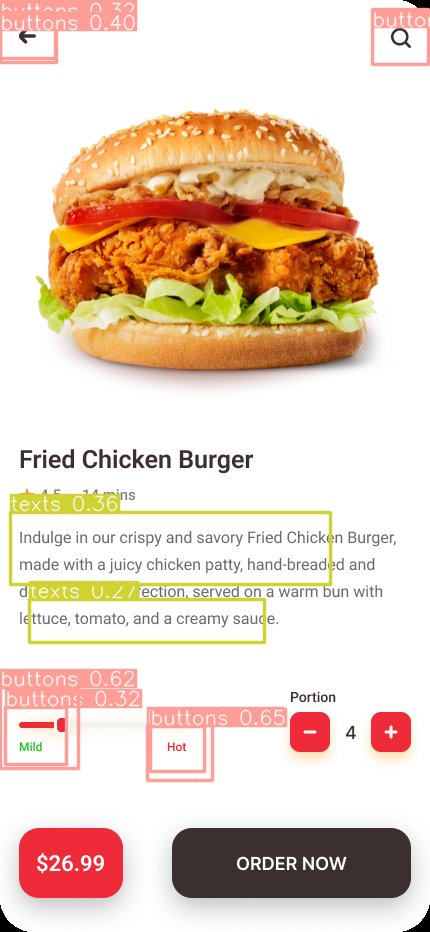 buttons 0.32
buttons 0.40
button
Fried Chicken Burger
4.5
14 mins
texts 0.36
Indulge in our crispy and savory Fried Chicken Burger,
made with a juicy chicken patty, hand-breaded and
texts 0.27
served on a warm bun with
lettuce, tomato, and a creamy sauce.
buttons 0.62
buttons 0.32
buttons 0.65
Portion
Mild
Hot
4
$26.99
ORDER NOW